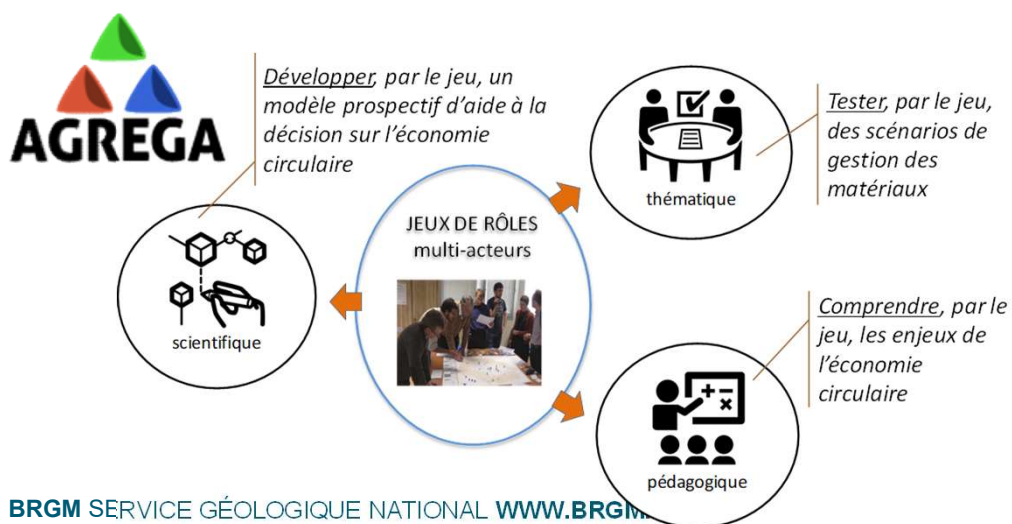 AGREGA
Développer, par le jeu, un
modèle prospectif d'aide à la
décision sur l'économie
circulaire
scientifique
JEUX DE RÔLES
multi-acteurs
thématique
Tester, par le jeu,
des scénarios de
gestion des
matériaux
Comprendre, par le
jeu, les enjeux de
l'économie
circulaire
pédagogique
BRGM SERVICE GÉOLOGIQUE NATIONAL WWW.BRGM.